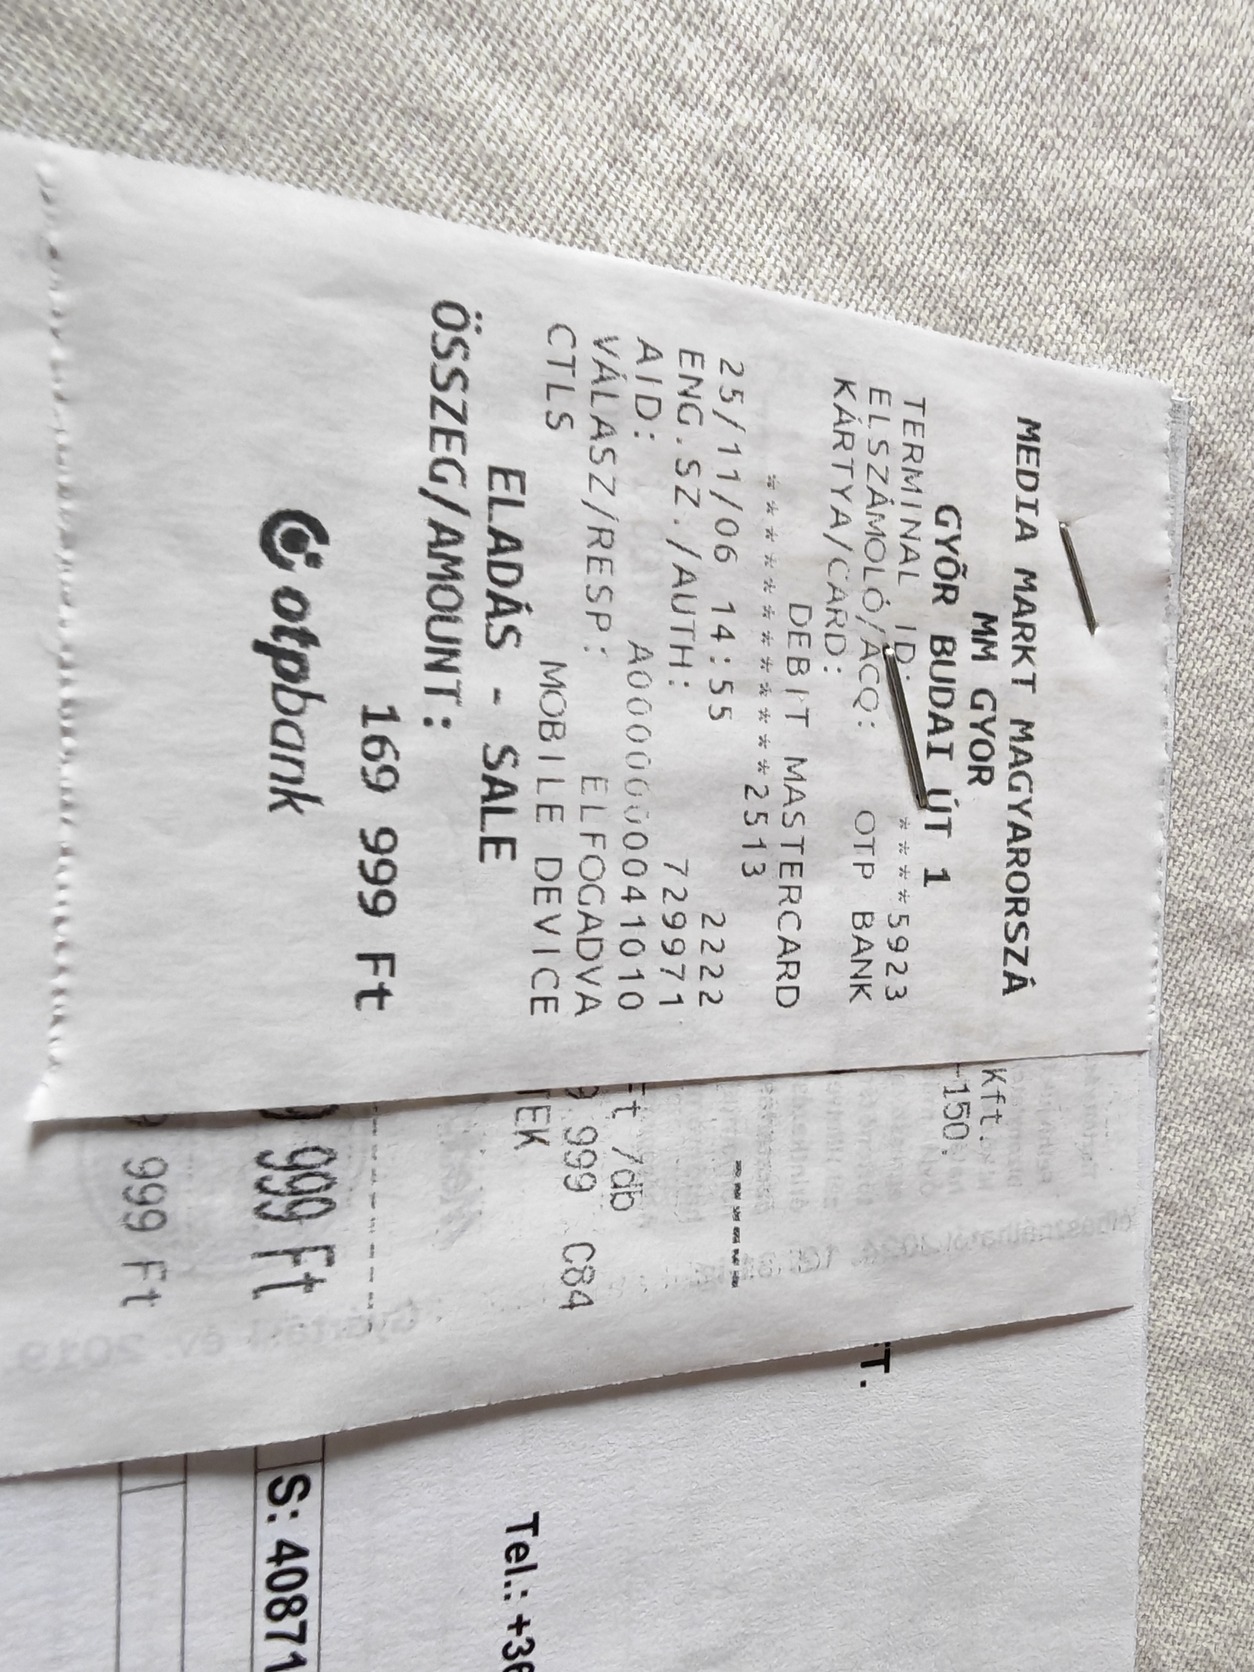 MEDIA MARKT MAGYARORSZÁ
MM GYOR
GYŐR BUDAI ÚT 1
TERMINAL ID: ****5923
ELSZÁMOLÓ/ACQ: OTP BANK
KÁRTYA/CARD:
DEBIT MASTERCARD
************2513
25/11/06 14:55 2222
ENG.SZ./AUTH: 729971
AID: A0000000041010
VÁLASZ/RESP: ELFOGADVA
CTLS MOBILE DEVICE
ELADÁS - SALE
ÖSSZEG/AMOUNT:
169 999 Ft
otpbank
Kft.
-150.
t /db
9 999 C84
TEK
999 Ft
999 Ft
T.
Tel.: +36
S: 40871